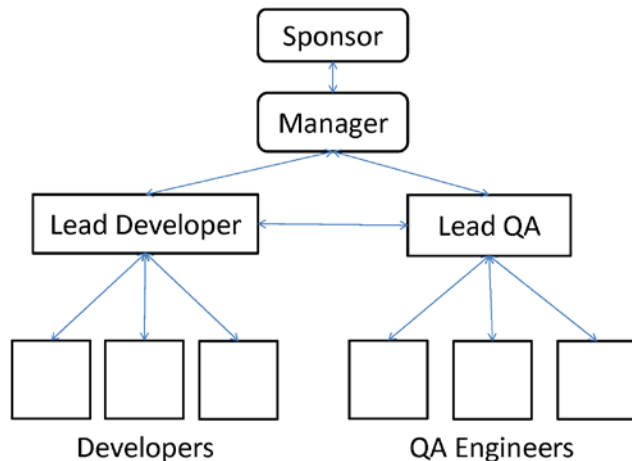 Sponsor
Manager
Lead Developer
Lead QA
Developers
QA Engineers